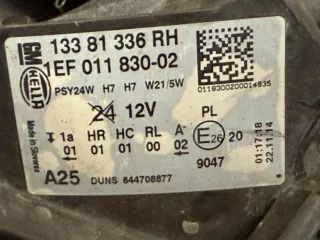 GM HELLA
133 81 336 RH
1EF 011 830-02
PSY24W H7 H7 W21/5W
0118300200014835
24 12V PL
1a HR HC RL A
01 01 01 00 02
E26 20
9047
01:17:18
22.11.14
Made in Slovenia
A25 DUNS 644708877